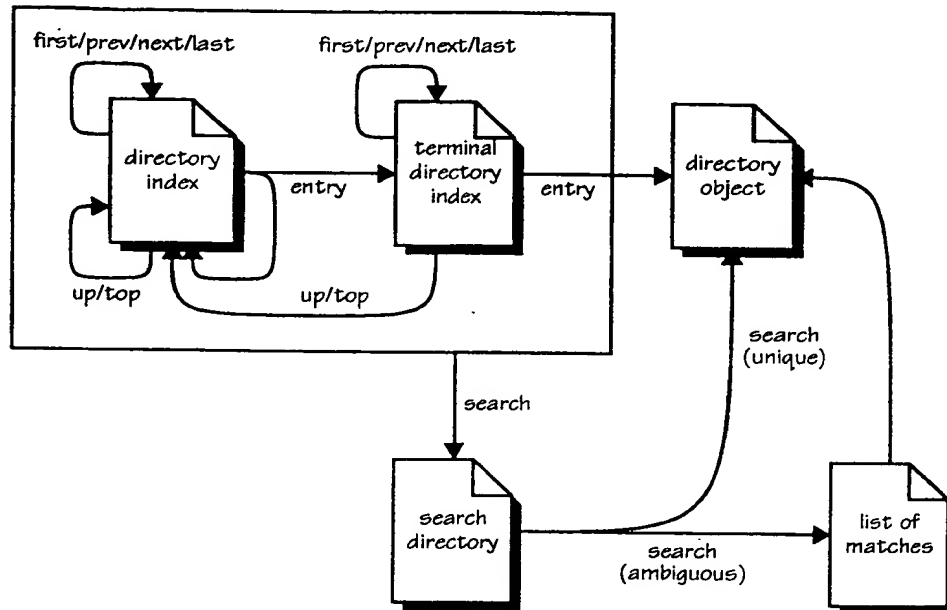 first/prev/next/last
first/prev/next/last
directory
index
entry
terminal
directory
index
entry
directory
object
up/top
up/top
search
search
(unique)
search
directory
search
(ambiguous)
list of
matches